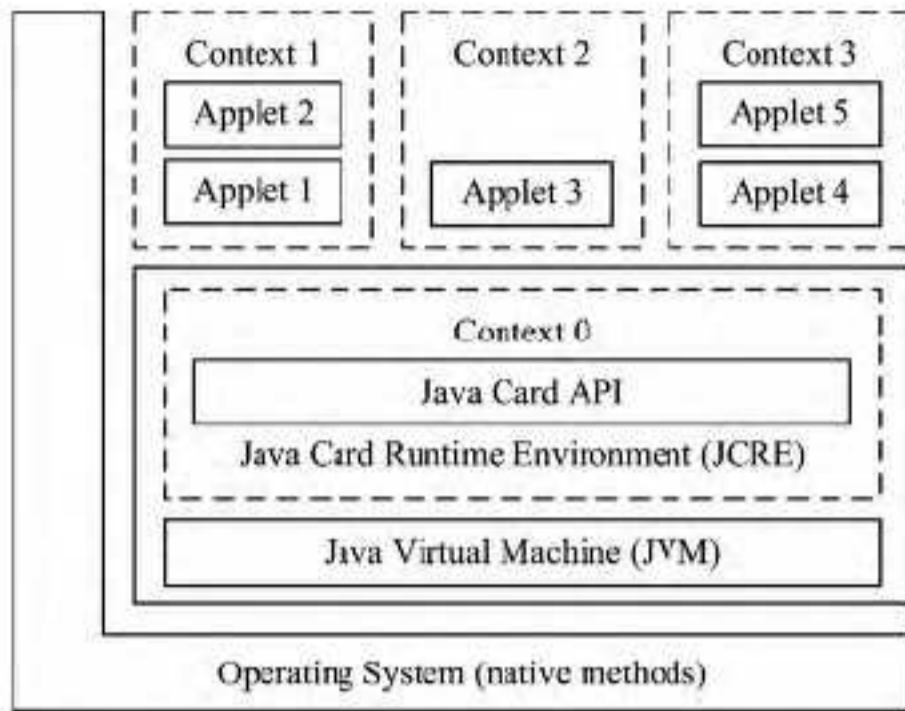 Context 1
Applet 2
Applet 1
Context 2
Applet 3
Context 3
Applet 5
Applet 4
Context 0
Java Card API
Java Card Runtime Environment (JCRE)
Java Virtual Machine (JVM)
Operating System (native methods)